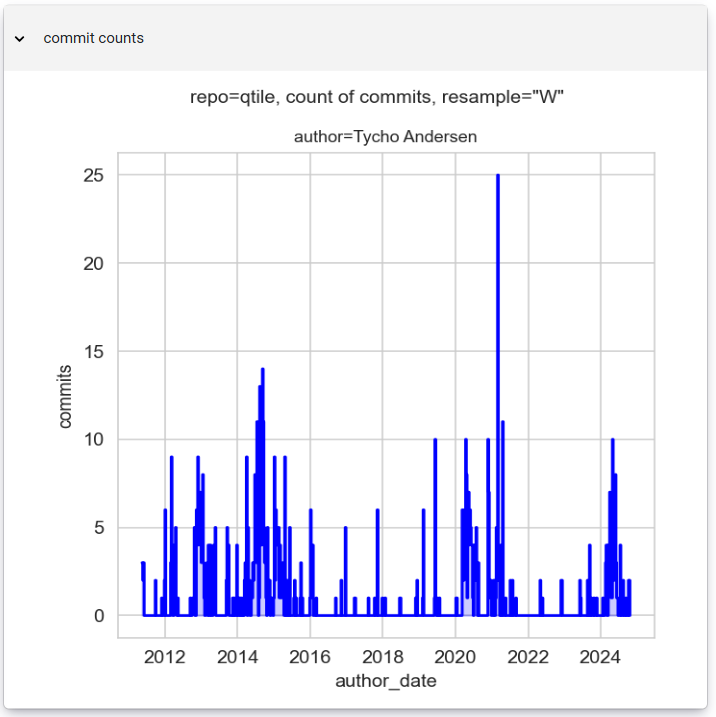 commit counts
repo=qtile, count of commits, resample="W"
author=Tycho Andersen
25
20
15
10
5
0
commits
2012 2014 2016 2018 2020 2022 2024
author_date